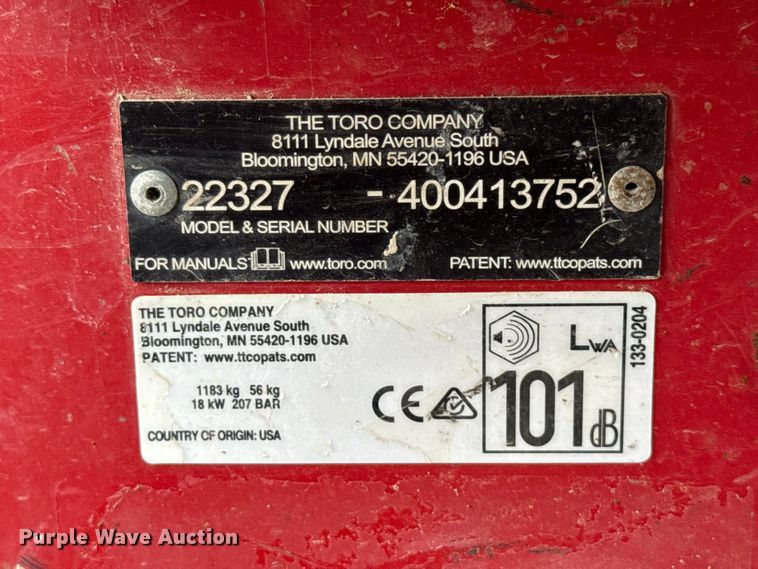 THE TORO COMPANY
8111 Lyndale Avenue South
Bloomington, MN 55420-1196 USA
22327 - 400413752
MODEL & SERIAL NUMBER
FOR MANUALS www.toro.com PATENT: www.ttcopats.com
THE TORO COMPANY
8111 Lyndale Avenue South
Bloomington, MN 55420-1196 USA
PATENT: www.ttcopats.com
1183 kg 56 kg
18 kW 207 BAR
COUNTRY OF ORIGIN: USA
CE
LWA
101 dB
133-0204
Purple Wave Auction